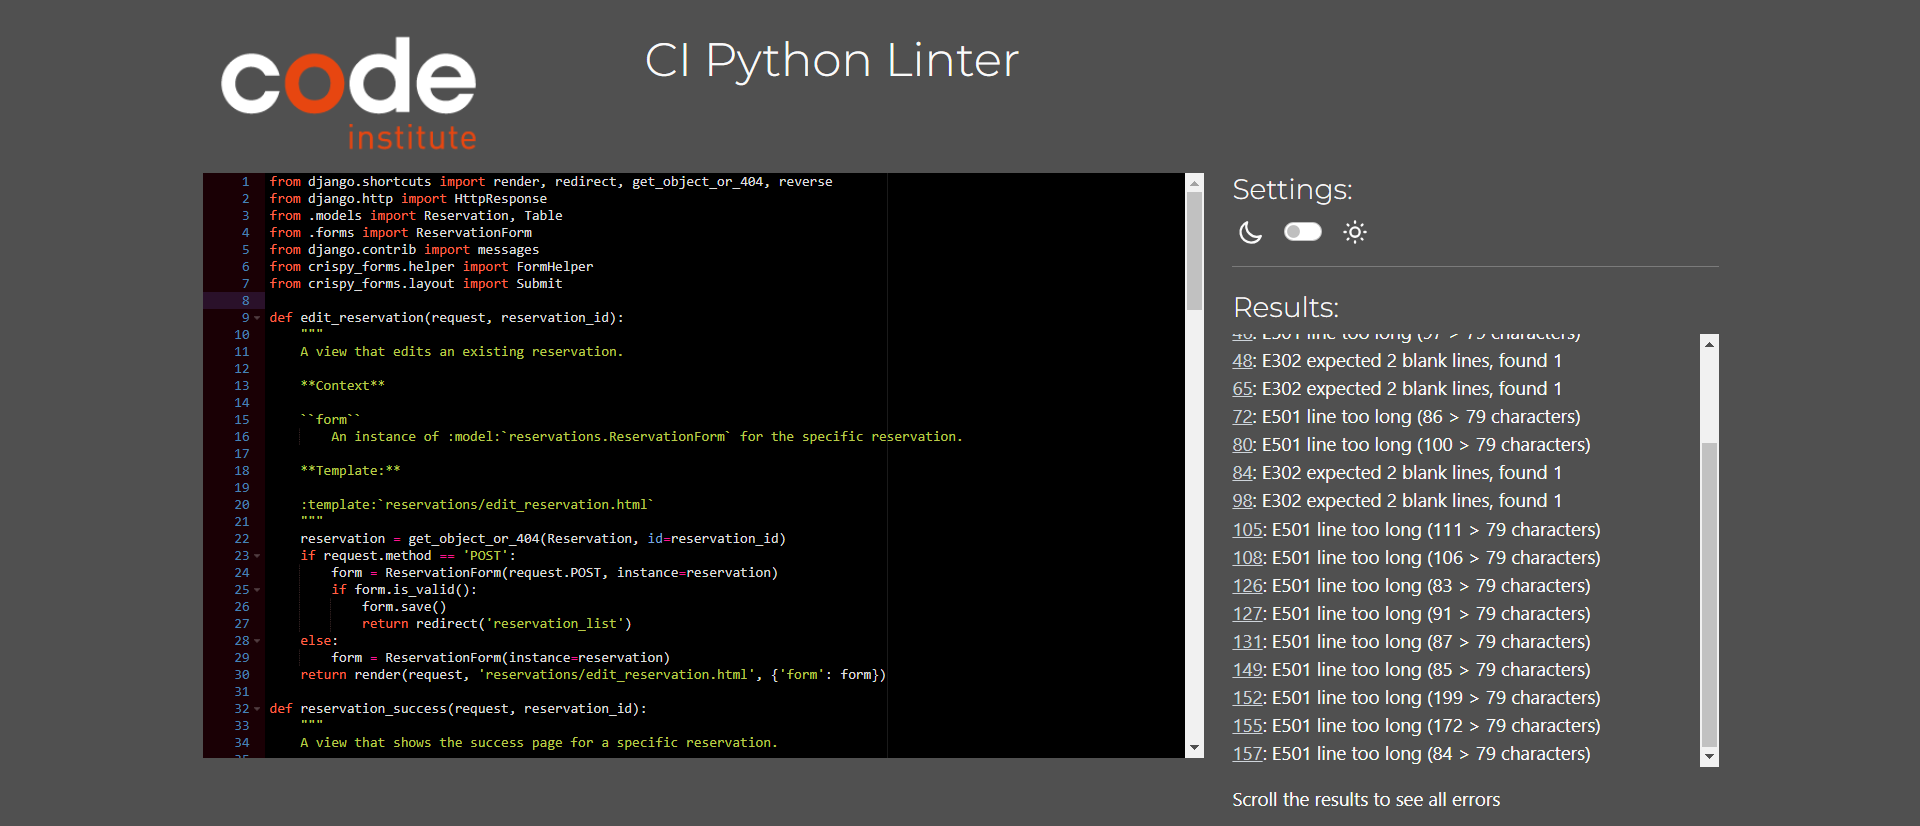 code
institute
CI Python Linter
1 from django.shortcuts import render, redirect, get_object_or_404, reverse
2 from django.http import HttpResponse
3 from .models import Reservation, Table
4 from .forms import ReservationForm
5 from django.contrib import messages
6 from crispy_forms.helper import FormHelper
7 from crispy_forms.layout import Submit
8
9 def edit_reservation(request, reservation_id):
10     """
11     A view that edits an existing reservation.
12
13     **Context**
14
15     ``form``
16         An instance of :model:`reservations.ReservationForm` for the specific reservation.
17
18     **Template:**
19
20     :template:`reservations/edit_reservation.html`
21     """
22     reservation = get_object_or_404(Reservation, id=reservation_id)
23     if request.method == 'POST':
24         form = ReservationForm(request.POST, instance=reservation)
25         if form.is_valid():
26             form.save()
27             return redirect('reservation_list')
28     else:
29         form = ReservationForm(instance=reservation)
30     return render(request, 'reservations/edit_reservation.html', {'form': form})
31
32 def reservation_success(request, reservation_id):
33     """
34     A view that shows the success page for a specific reservation.
Settings:
Results:
46: E501 line too long (97 > 79 characters)
48: E302 expected 2 blank lines, found 1
65: E302 expected 2 blank lines, found 1
72: E501 line too long (86 > 79 characters)
80: E501 line too long (100 > 79 characters)
84: E302 expected 2 blank lines, found 1
98: E302 expected 2 blank lines, found 1
105: E501 line too long (111 > 79 characters)
108: E501 line too long (106 > 79 characters)
126: E501 line too long (83 > 79 characters)
127: E501 line too long (91 > 79 characters)
131: E501 line too long (87 > 79 characters)
149: E501 line too long (85 > 79 characters)
152: E501 line too long (199 > 79 characters)
155: E501 line too long (172 > 79 characters)
157: E501 line too long (84 > 79 characters)
Scroll the results to see all errors